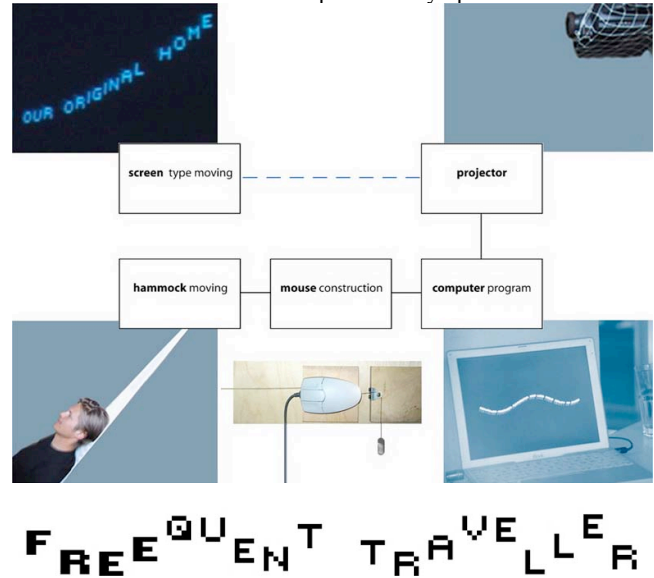 OUR ORIGINAL HOME
screen type moving
projector
hammock moving
mouse construction
computer program
FREEQUENT TRAVELLER